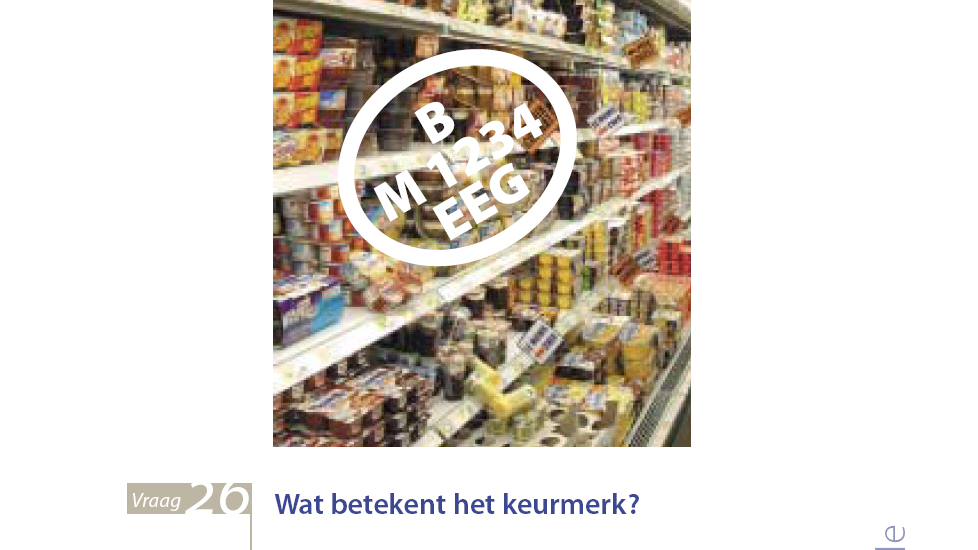 B
M 1234
EEG
Vraag 26
Wat betekent het keurmerk?
e